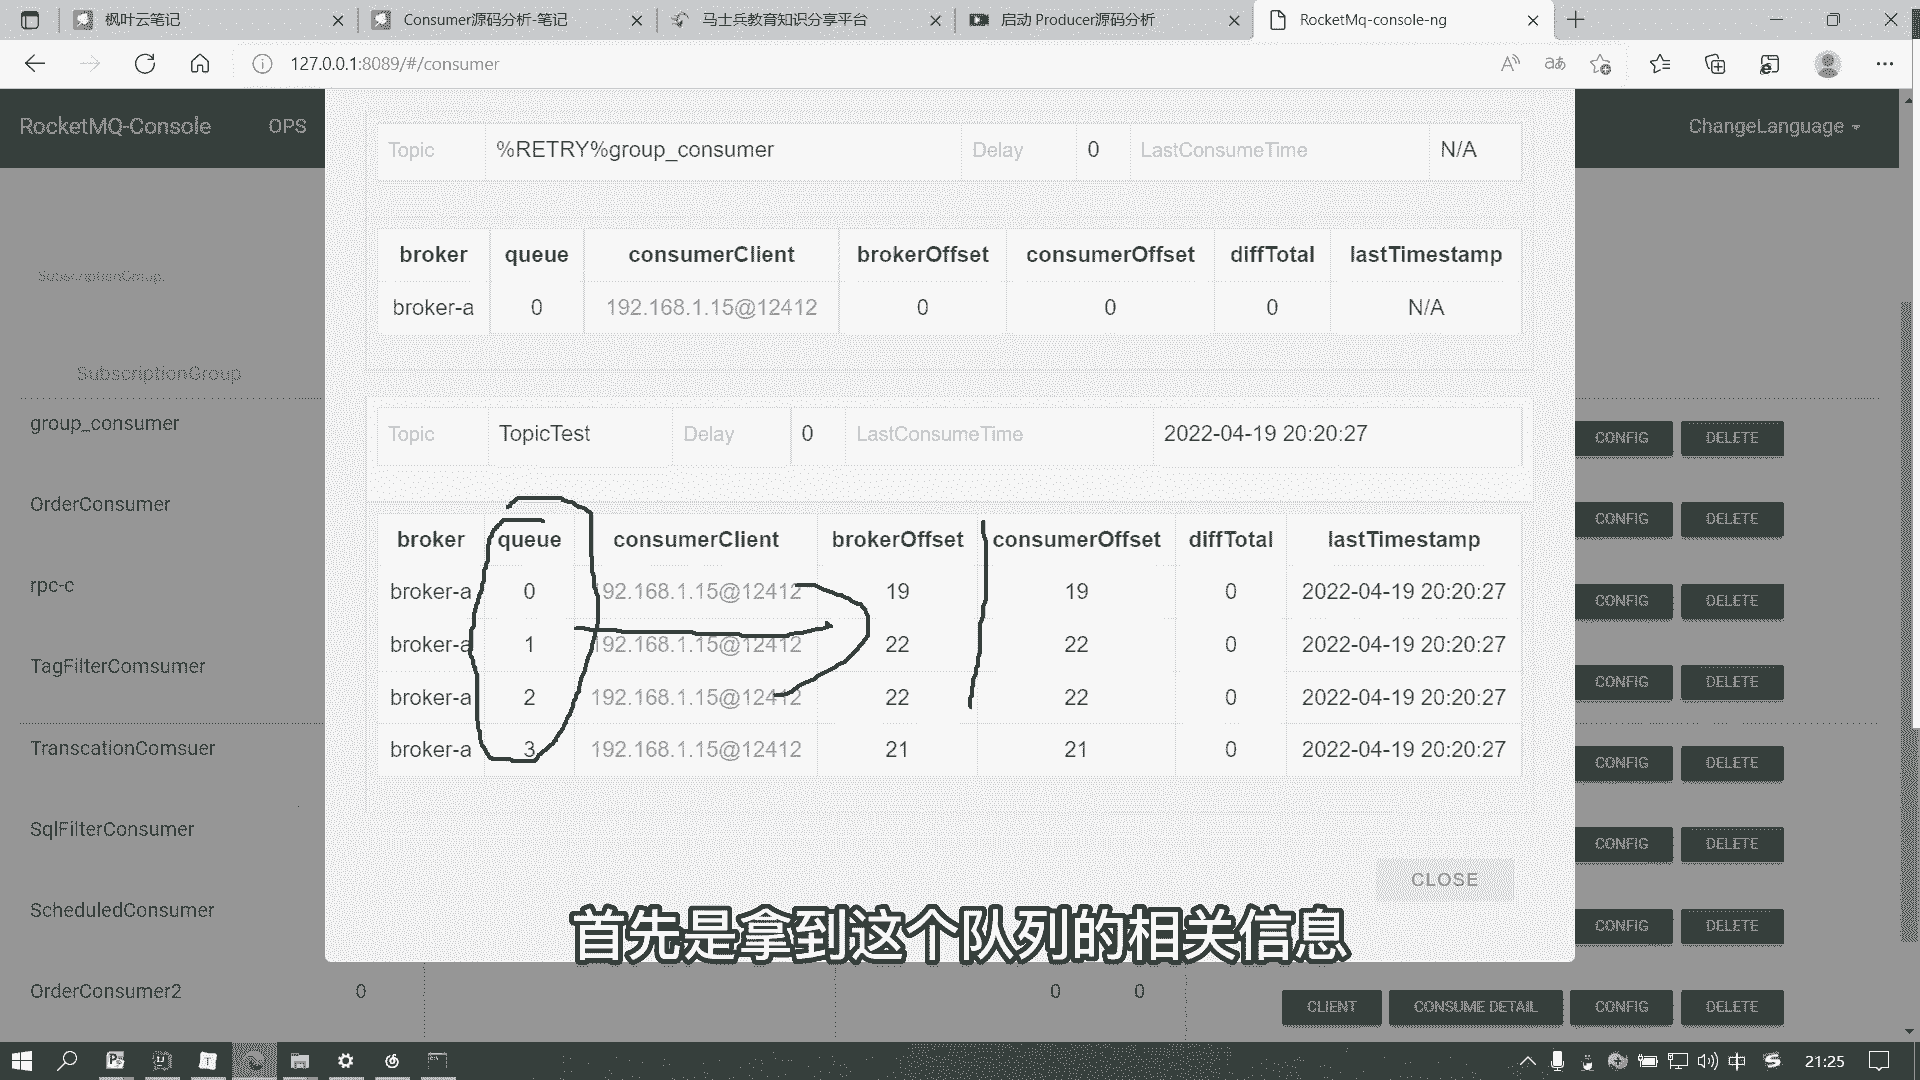 枫叶云笔记
Consumer源码分析-笔记
马士兵教育知识分享平台
启动 Producer源码分析
RocketMq-console-ng
127.0.0.1:8089/#/consumer
RocketMQ-Console OPS ChangeLanguage
Topic %RETRY%group_consumer Delay 0 LastConsumeTime N/A
broker queue consumerClient brokerOffset consumerOffset diffTotal lastTimestamp
broker-a 0 192.168.1.15@12412 0 0 0 N/A
SubscriptionGroup:
SubscriptionGroup
group_consumer CONFIG DELETE
Topic TopicTest Delay 0 LastConsumeTime 2022-04-19 20:20:27
OrderConsumer CONFIG DELETE
broker queue consumerClient brokerOffset consumerOffset diffTotal lastTimestamp
broker-a 0 192.168.1.15@12412 19 19 0 2022-04-19 20:20:27
rpc-c CONFIG DELETE
broker-a 1 192.168.1.15@12412 22 22 0 2022-04-19 20:20:27
TagFilterComsumer CONFIG DELETE
broker-a 2 192.168.1.15@12412 22 22 0 2022-04-19 20:20:27
TranscationComsuer CONFIG DELETE
broker-a 3 192.168.1.15@12412 21 21 0 2022-04-19 20:20:27
SqlFilterConsumer CONFIG DELETE
CLOSE
ScheduledConsumer CONFIG DELETE
首先是拿到这个队列的相关信息
OrderConsumer2 0 0 0 CLIENT CONSUME DETAIL CONFIG DELETE
中 21:25